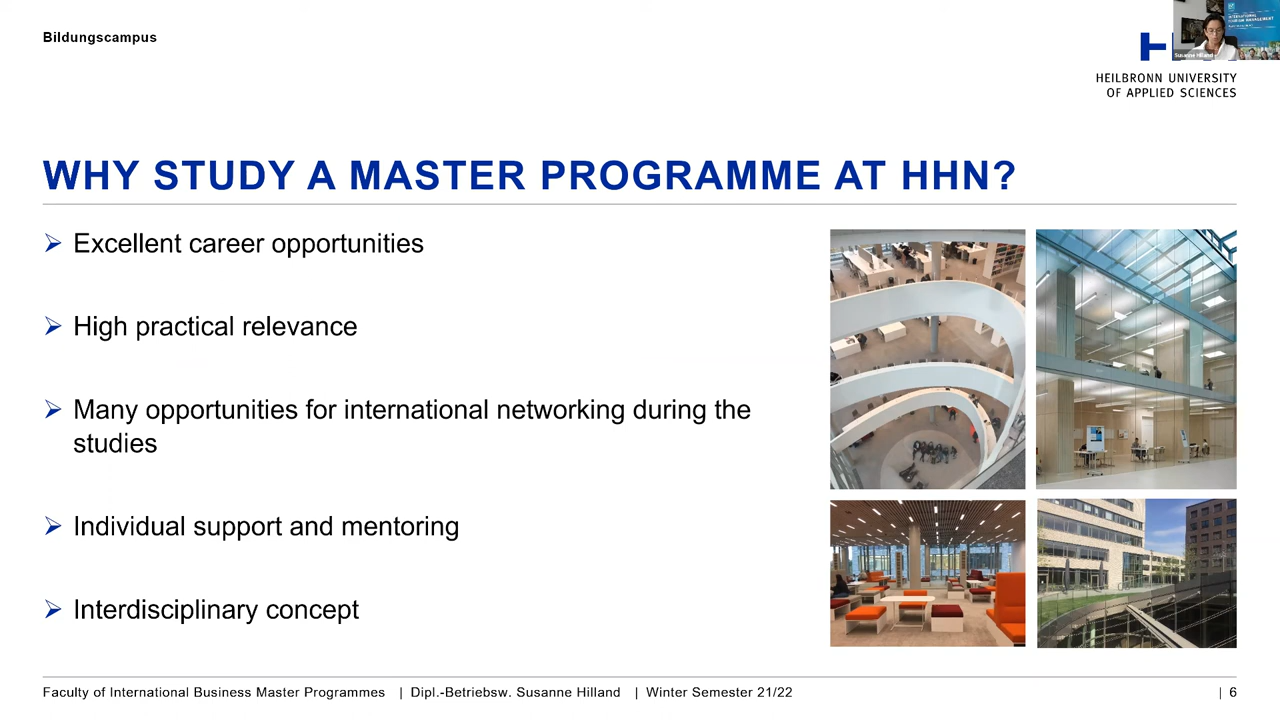 Bildungscampus
Susanne Hilland
HEILBRONN UNIVERSITY
OF APPLIED SCIENCES
WHY STUDY A MASTER PROGRAMME AT HHN?
Excellent career opportunities
High practical relevance
Many opportunities for international networking during the
studies
Individual support and mentoring
Interdisciplinary concept
Faculty of International Business Master Programmes | Dipl.-Betriebsw. Susanne Hilland | Winter Semester 21/22 | 6